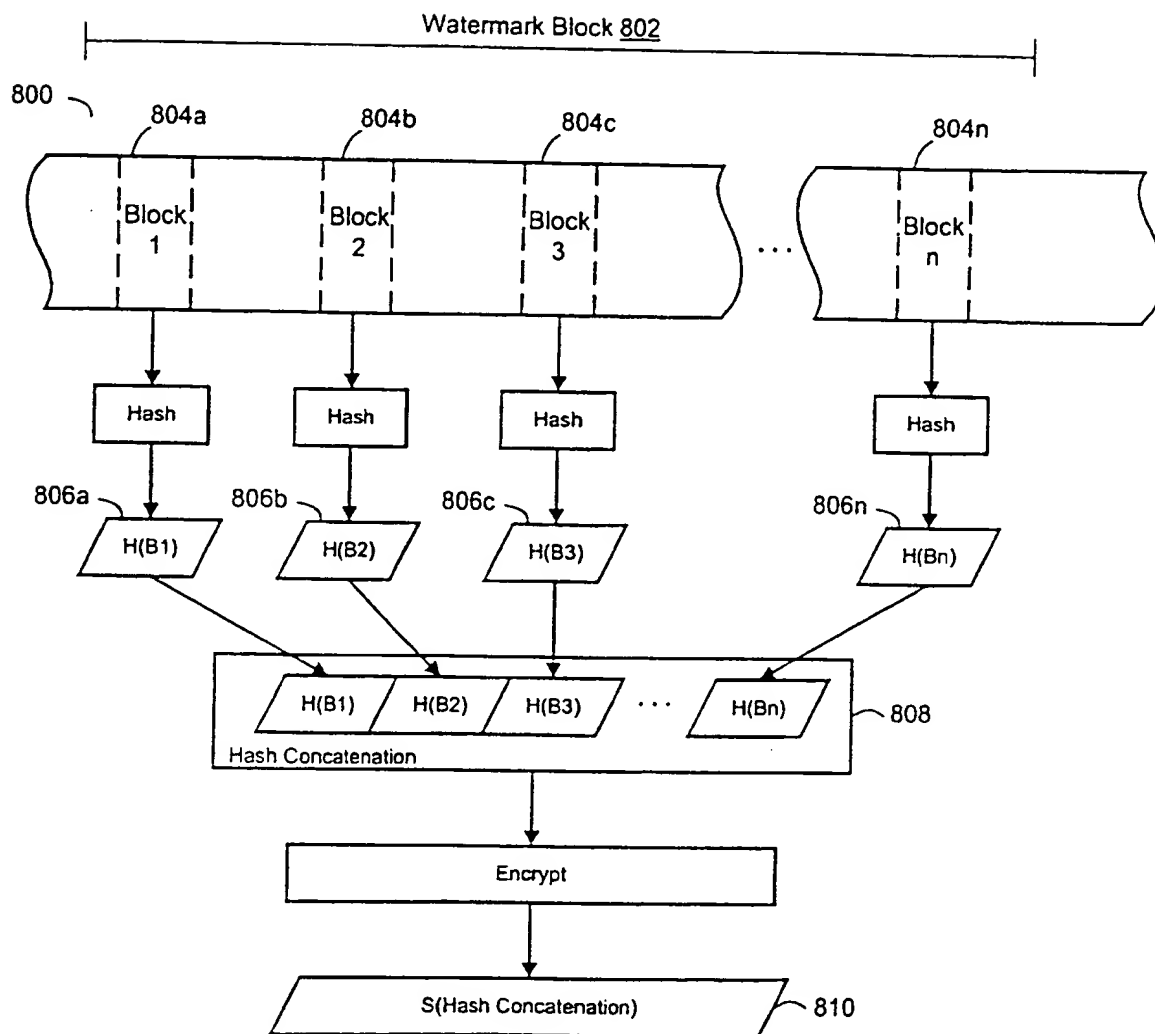 Watermark Block 802
800
804a
804b
804c
804n
Block
1
Block
2
Block
3
...
Block
n
Hash
Hash
Hash
Hash
806a
806b
806c
806n
H(B1)
H(B2)
H(B3)
H(Bn)
H(B1)
H(B2)
H(B3)
...
H(Bn)
808
Hash Concatenation
Encrypt
S(Hash Concatenation)
810